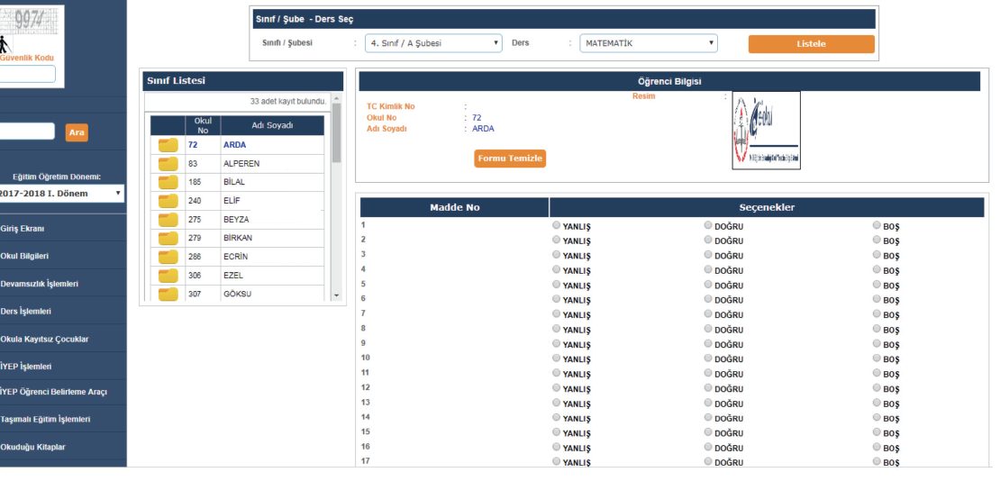 9974
Güvenlik Kodu
Ara
Eğitim Öğretim Dönemi:
2017-2018 I. Dönem
Giriş Ekranı
Okul Bilgileri
Devamsızlık İşlemleri
Ders İşlemleri
Okula Kayıtsız Çocuklar
İYEP İşlemleri
İYEP Öğrenci Belirleme Aracı
Taşımalı Eğitim İşlemleri
Okuduğu Kitaplar
Sınıf / Şube - Ders Seç
Sınıfı / Şubesi : 4. Sınıf / A Şubesi Ders : MATEMATİK Listele
Sınıf Listesi
33 adet kayıt bulundu.
Okul No Adı Soyadı
72 ARDA
83 ALPEREN
185 BİLAL
240 ELİF
275 BEYZA
279 BİRKAN
286 ECRİN
306 EZEL
307 GÖKSU
Öğrenci Bilgisi
TC Kimlik No :
Okul No : 72
Adı Soyadı : ARDA
Resim :
e-okul
Formu Temizle
Madde No Seçenekler
1 YANLIŞ DOĞRU BOŞ
2 YANLIŞ DOĞRU BOŞ
3 YANLIŞ DOĞRU BOŞ
4 YANLIŞ DOĞRU BOŞ
5 YANLIŞ DOĞRU BOŞ
6 YANLIŞ DOĞRU BOŞ
7 YANLIŞ DOĞRU BOŞ
8 YANLIŞ DOĞRU BOŞ
9 YANLIŞ DOĞRU BOŞ
10 YANLIŞ DOĞRU BOŞ
11 YANLIŞ DOĞRU BOŞ
12 YANLIŞ DOĞRU BOŞ
13 YANLIŞ DOĞRU BOŞ
14 YANLIŞ DOĞRU BOŞ
15 YANLIŞ DOĞRU BOŞ
16 YANLIŞ DOĞRU BOŞ
17 YANLIŞ DOĞRU BOŞ